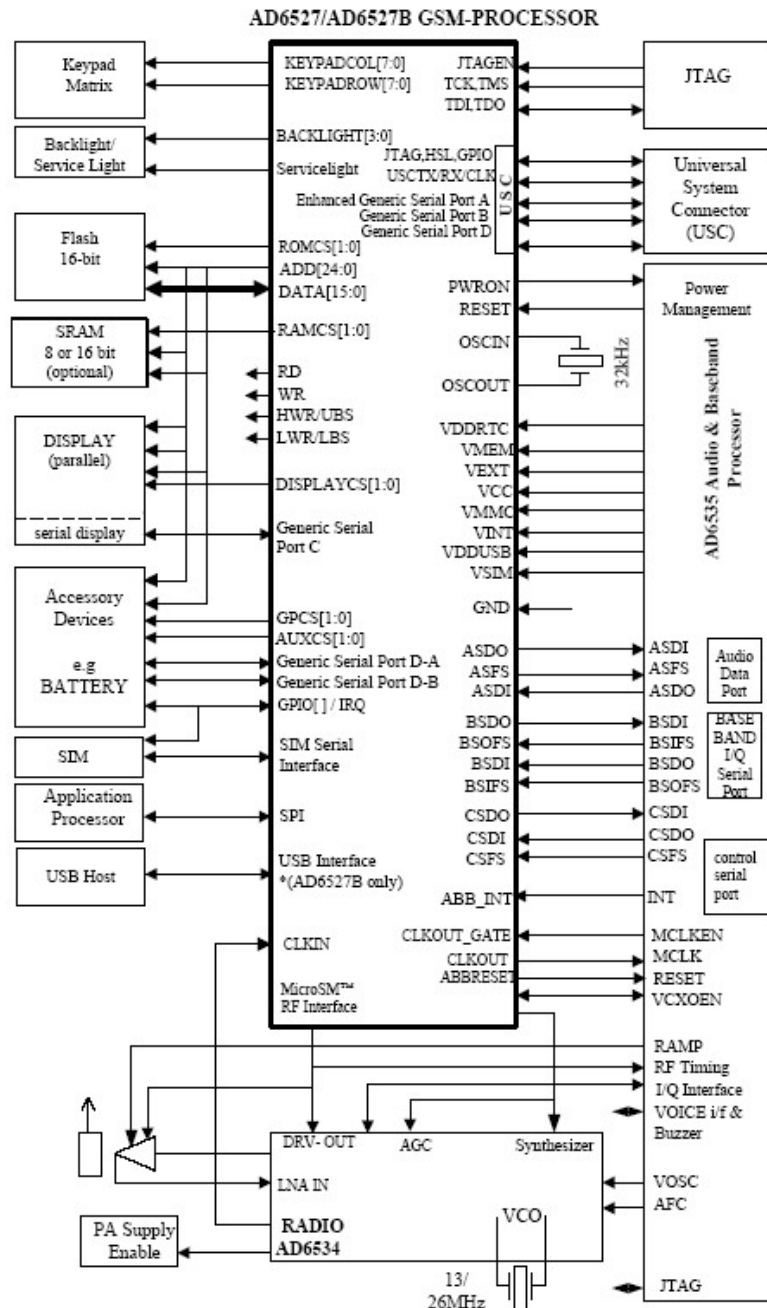 AD6527/AD6527B GSM-PROCESSOR
Keypad
Matrix
Backlight/
Service Light
Flash
16-bit
SRAM
8 or 16 bit
(optional)
DISPLAY
(parallel)
serial display
Accessory
Devices
e.g
BATTERY
SIM
Application
Processor
USB Host
KEYPADCOL[7:0]
KEYPADROW[7:0]
BACKLIGHT[3:0]
Servicelight
ROMCS[1:0]
ADD[24:0]
DATA[15:0]
RAMCS[1:0]
RD
WR
HWR/UBS
LWR/LBS
DISPLAYCS[1:0]
Generic Serial
Port C
GPCS[1:0]
AUXCS[1:0]
Generic Serial Port D-A
Generic Serial Port D-B
GPIO[ ] / IRQ
SIM Serial
Interface
SPI
USB Interface
*(AD6527B only)
CLKIN
MicroSM™
RF Interface
JTAGEN
TCK,TMS
TDI,TDO
JTAG,HSL,GPIO
USCTX/RX/CLK
Enhanced Generic Serial Port A
Generic Serial Port B
Generic Serial Port D
USC
PWRON
RESET
OSCIN
OSCOUT
32kHz
VDDRTC
VMEM
VEXT
VCC
VMMC
VINT
VDDUSB
VSIM
GND
ASDO
ASFS
ASDI
BSDO
BSOFS
BSDI
BSIFS
CSDO
CSDI
CSFS
ABB_INT
CLKOUT_GATE
CLKOUT
ABBRESET
JTAG
Universal
System
Connector
(USC)
Power
Management
AD6535 Audio & Baseband
Processor
ASDI
ASFS
ASDO
Audio
Data
Port
BSDI
BSIFS
BSDO
BSOFS
BASE
BAND
I/Q
Serial
Port
CSDI
CSDO
CSFS
control
serial
port
INT
MCLKEN
MCLK
RESET
VCXOEN
RAMP
RF Timing
I/Q Interface
VOICE i/f &
Buzzer
VOSC
AFC
JTAG
DRV- OUT
AGC
Synthesizer
LNA IN
RADIO
AD6534
VCO
PA Supply
Enable
13/
26MHz